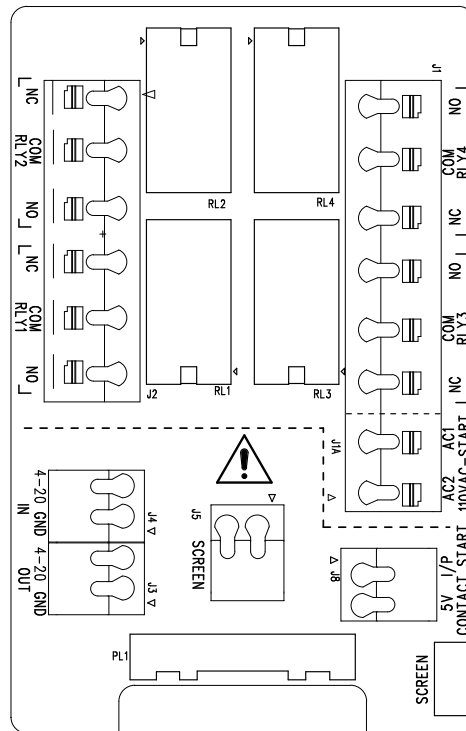 J1
NC
COM
RLY2
NO
NC
COM
RLY1
NO
RL2
RL4
J2
RL1
RL3
NO
COM
RLY4
NC
NO
COM
RLY3
NC
AC1
AC2
110VAC-START
J1A
4-20 GND
IN
J4
4-20 GND
OUT
J3
J5
SCREEN
J8
5V I/P
CONTACT START
PL1
SCREEN